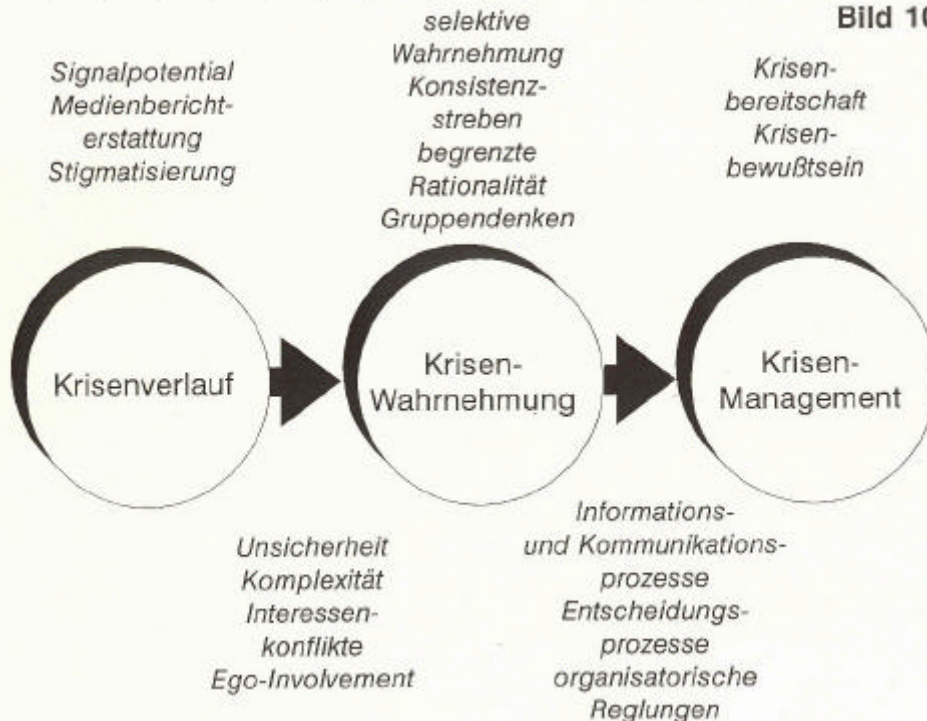 Bild 10
Signalpotential
Medienbericht-
erstattung
Stigmatisierung
selektive
Wahrnehmung
Konsistenz-
streben
begrenzte
Rationalität
Gruppendenken
Krisen-
bereitschaft
Krisen-
bewußtsein
Krisenverlauf
Krisen-
Wahrnehmung
Krisen-
Management
Unsicherheit
Komplexität
Interessen-
konflikte
Ego-Involvement
Informations-
und Kommunikations-
prozesse
Entscheidungs-
prozesse
organisatorische
Reglungen